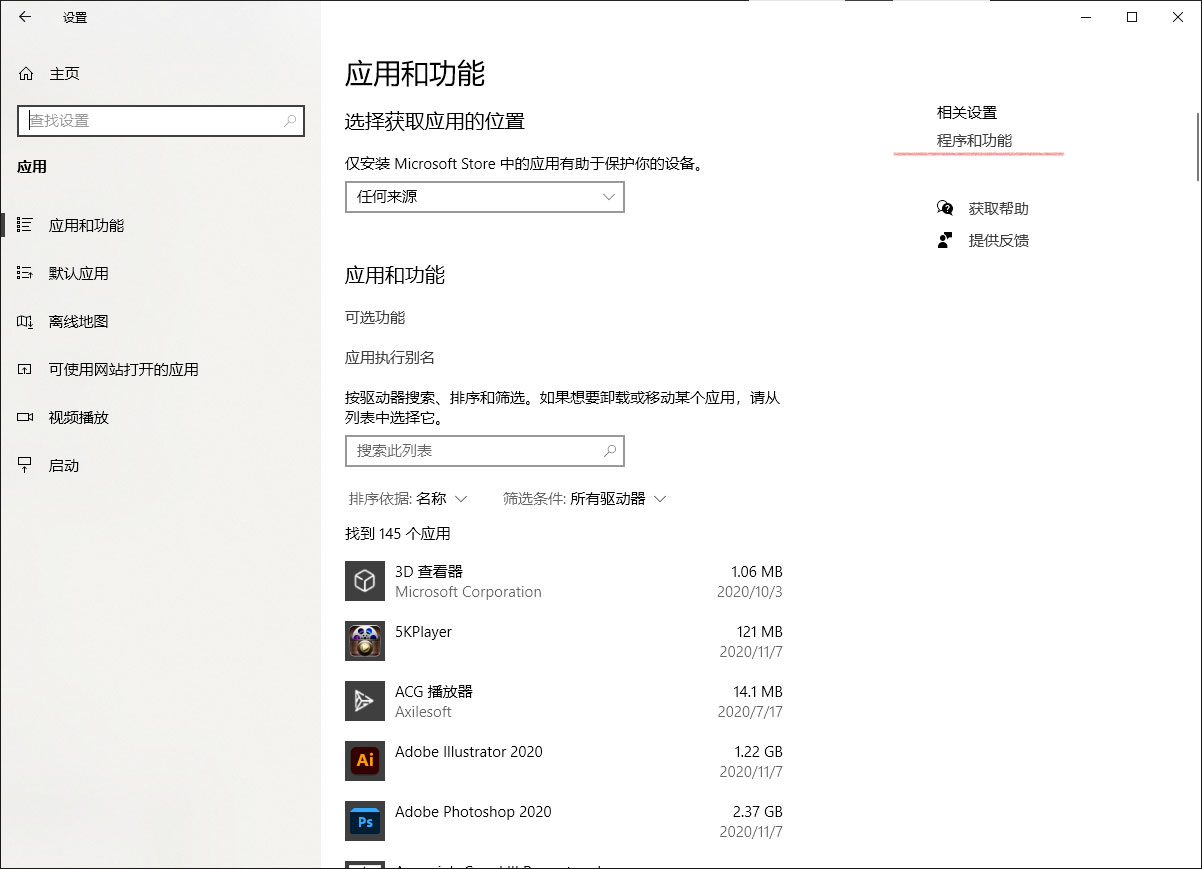 设置
主页
查找设置
应用
应用和功能
默认应用
离线地图
可使用网站打开的应用
视频播放
启动
应用和功能
选择获取应用的位置
仅安装 Microsoft Store 中的应用有助于保护你的设备。
任何来源
应用和功能
可选功能
应用执行别名
按驱动器搜索、排序和筛选。如果想要卸载或移动某个应用，请从
列表中选择它。
搜索此列表
排序依据: 名称 筛选条件: 所有驱动器
找到 145 个应用
3D 查看器 1.06 MB
Microsoft Corporation 2020/10/3
5KPlayer 121 MB
2020/11/7
ACG 播放器 14.1 MB
Axilesoft 2020/7/17
Ai Adobe Illustrator 2020 1.22 GB
2020/11/7
Ps Adobe Photoshop 2020 2.37 GB
2020/11/7
相关设置
程序和功能
获取帮助
提供反馈